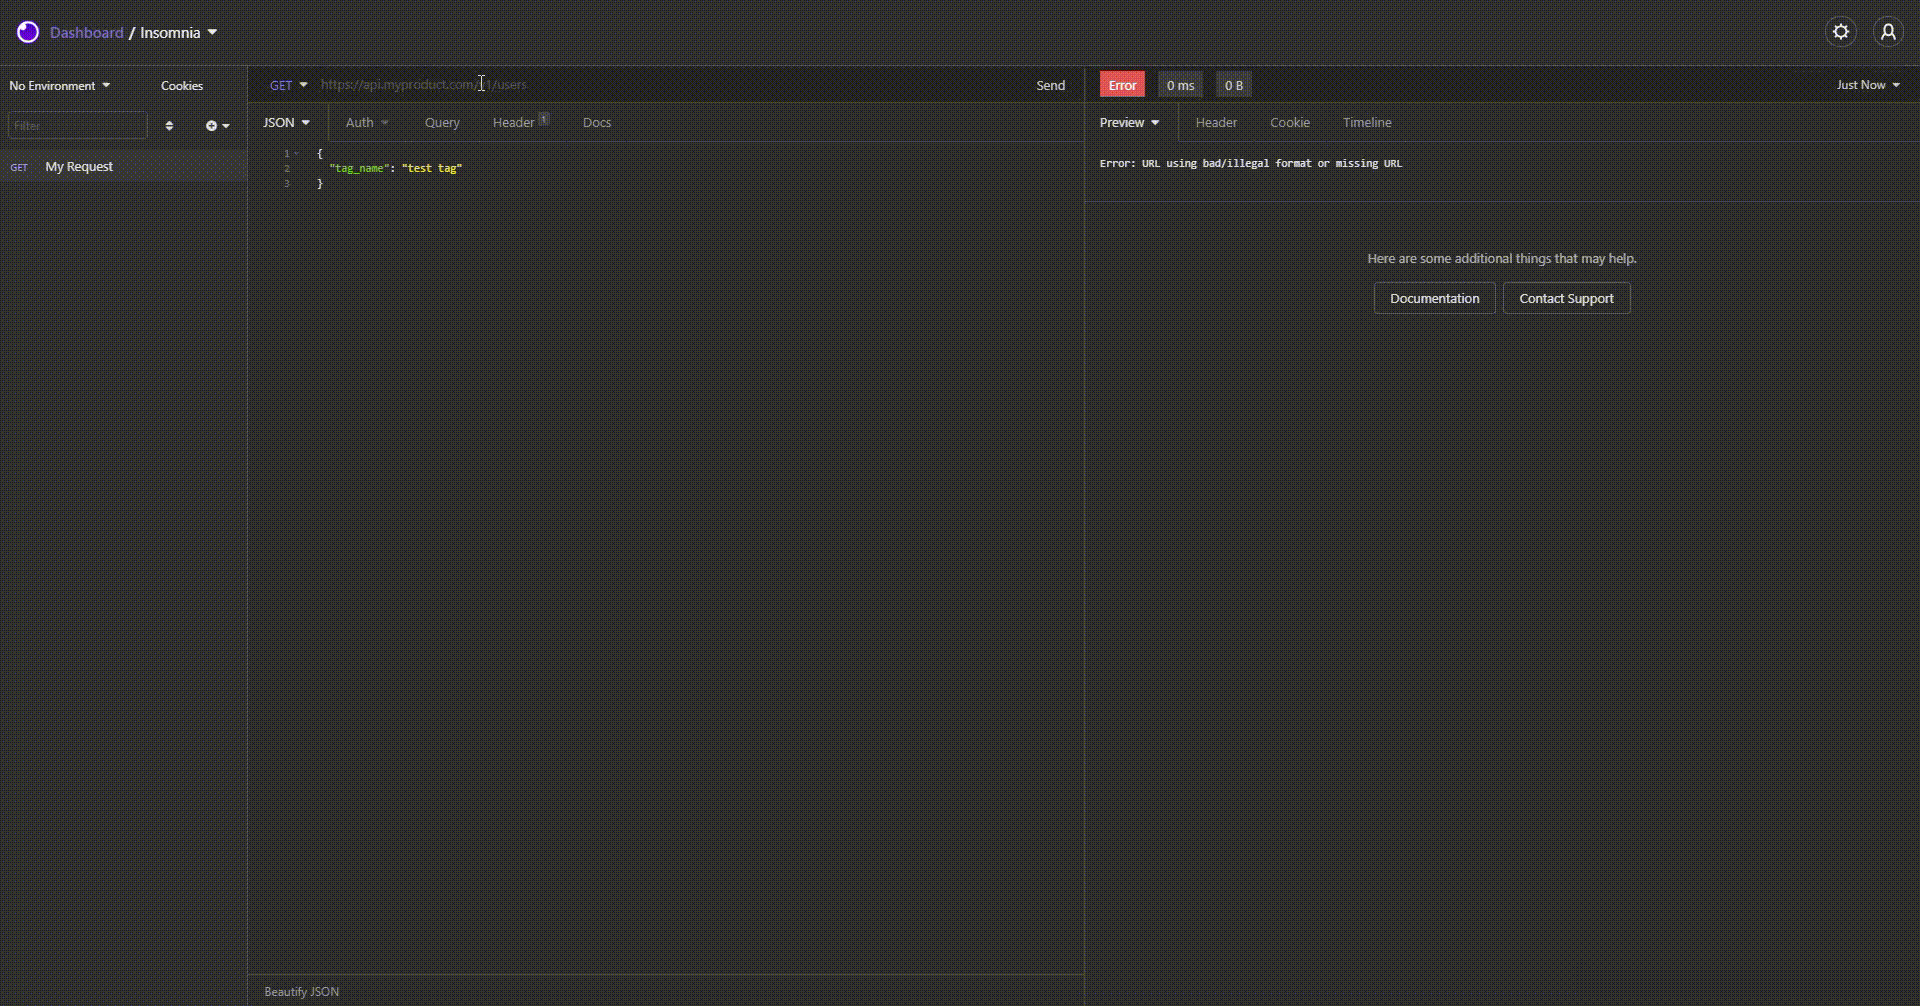 Dashboard / Insomnia
No Environment
Cookies
Filter
GET My Request
GET https://api.myproduct.com/v1/users Send
JSON Auth Query Header 1 Docs
1 {
2 "tag_name": "test tag"
3 }
Beautify JSON
Error 0 ms 0 B Just Now
Preview Header Cookie Timeline
Error: URL using bad/illegal format or missing URL
Here are some additional things that may help.
Documentation Contact Support